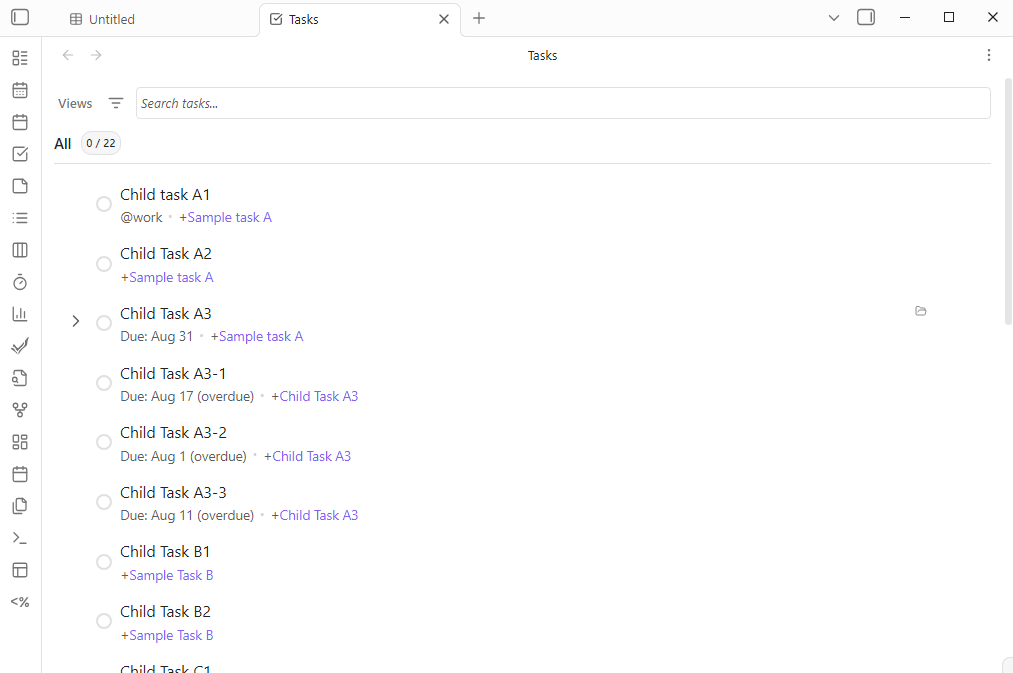 Untitled
Tasks
Tasks
Views
Search tasks...
All 0 / 22
Child task A1
@work • +Sample task A
Child Task A2
+Sample task A
Child Task A3
Due: Aug 31 • +Sample task A
Child Task A3-1
Due: Aug 17 (overdue) • +Child Task A3
Child Task A3-2
Due: Aug 1 (overdue) • +Child Task A3
Child Task A3-3
Due: Aug 11 (overdue) • +Child Task A3
Child Task B1
+Sample Task B
Child Task B2
+Sample Task B
Child Task C1
<%